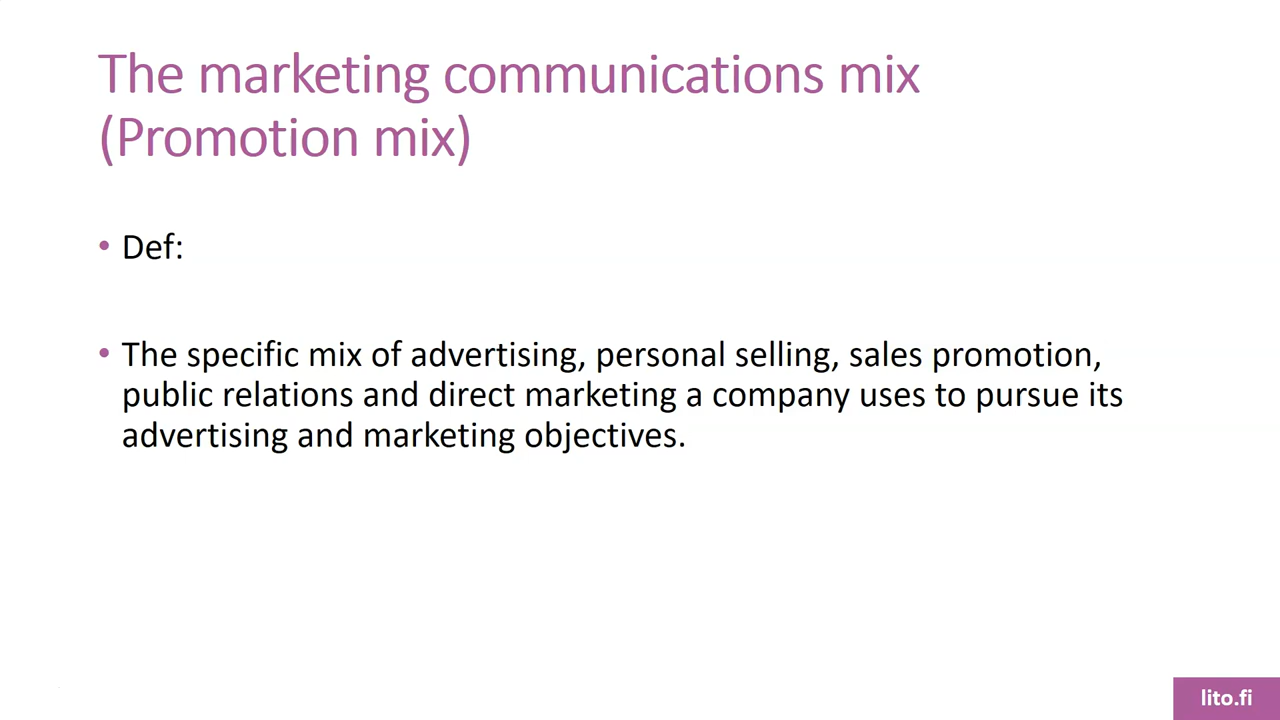 The marketing communications mix
(Promotion mix)
• Def:
• The specific mix of advertising, personal selling, sales promotion,
public relations and direct marketing a company uses to pursue its
advertising and marketing objectives.
lito.fi